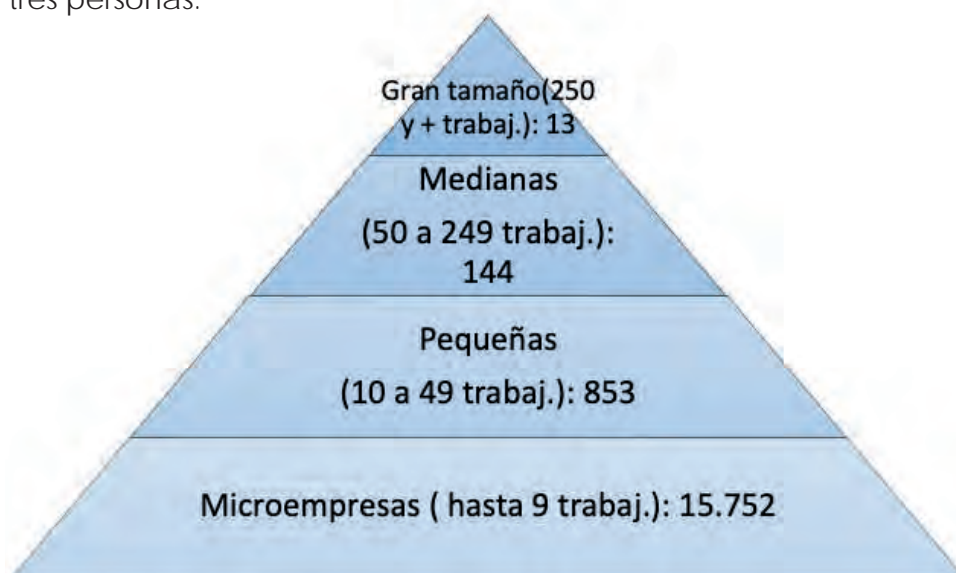 tres personas.
Gran tamaño(250
y + trabaj.): 13
Medianas
(50 a 249 trabaj.):
144
Pequeñas
(10 a 49 trabaj.): 853
Microempresas ( hasta 9 trabaj.): 15.752